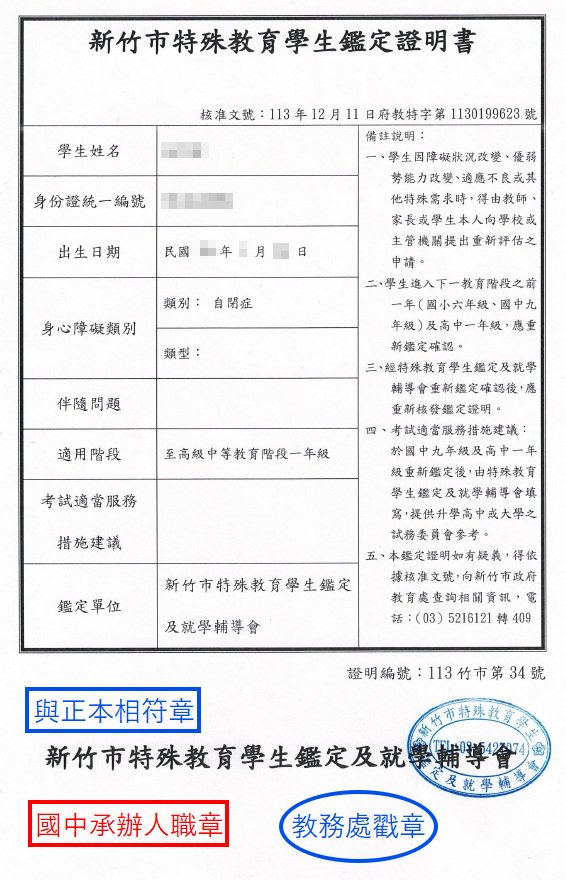 新竹市特殊教育學生鑑定證明書
核准文號：113 年 12 月 11 日府教特字第 1130199623 號
學生姓名
身份證統一編號
出生日期
民國 年 月 日
身心障礙類別
類別： 自閉症
類型：
伴隨問題
適用階段
至高級中等教育階段一年級
考試適當服務
措施建議
鑑定單位
新竹市特殊教育學生鑑定
及就學輔導會
備註說明：
一、學生因障礙狀況改變、優弱
勢能力改變、適應不良或其
他特殊需求時，得由教師、
家長或學生本人向學校或
主管機關提出重新評估之
申請。
二、學生進入下一教育階段之前
一年(國小六年級、國中九
年級)及高中一年級，應重
新鑑定確認。
三、經特殊教育學生鑑定及就學
輔導會重新鑑定確認後，應
重新核發鑑定證明。
四、考試適當服務措施建議：
於國中九年級及高中一年
級重新鑑定後，由特殊教育
學生鑑定及就學輔導會填
寫，提供升學高中或大學之
試務委員會參考。
五、本鑑定證明如有疑義，得依
據核准文號，向新竹市政府
教育處查詢相關資訊，電
話：(03) 5216121 轉 409
證明編號：113 竹市第 34 號
與正本相符章
新竹市特殊教育學生鑑定及就學輔導會
新竹市特殊教育學生
鑑定及就學輔導會
國中承辦人職章
教務處戳章